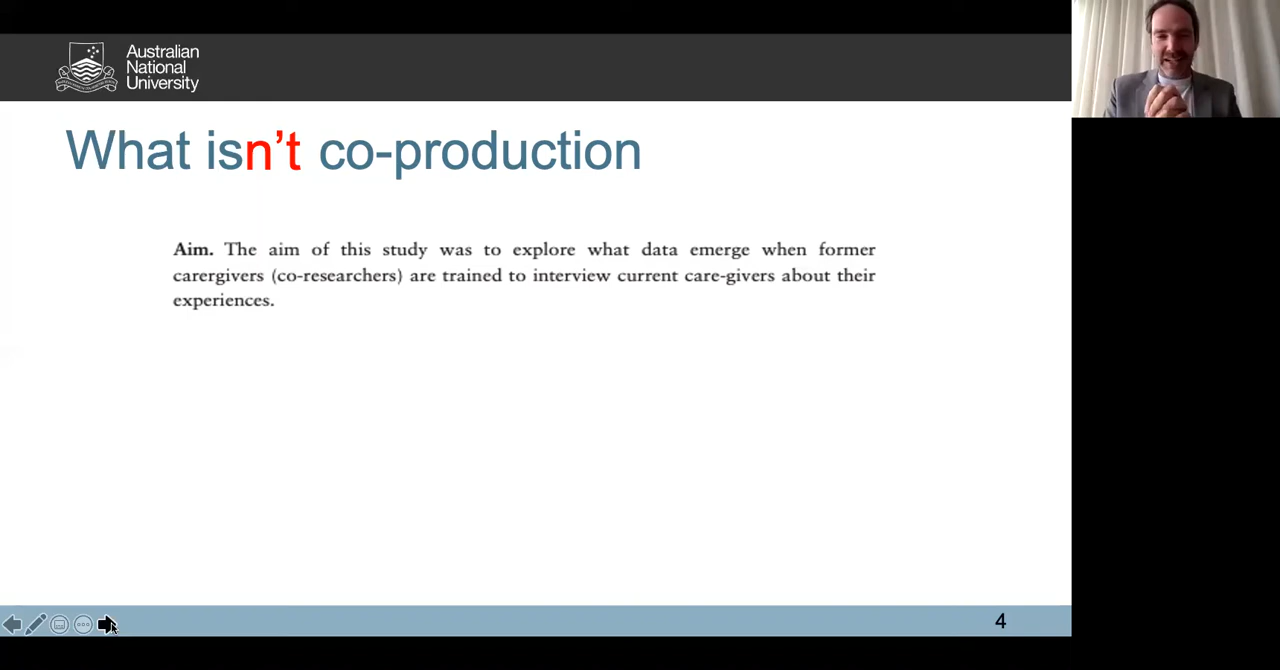 Australian
National
University
What isn't co-production
Aim. The aim of this study was to explore what data emerge when former
carergivers (co-researchers) are trained to interview current care-givers about their
experiences.
4